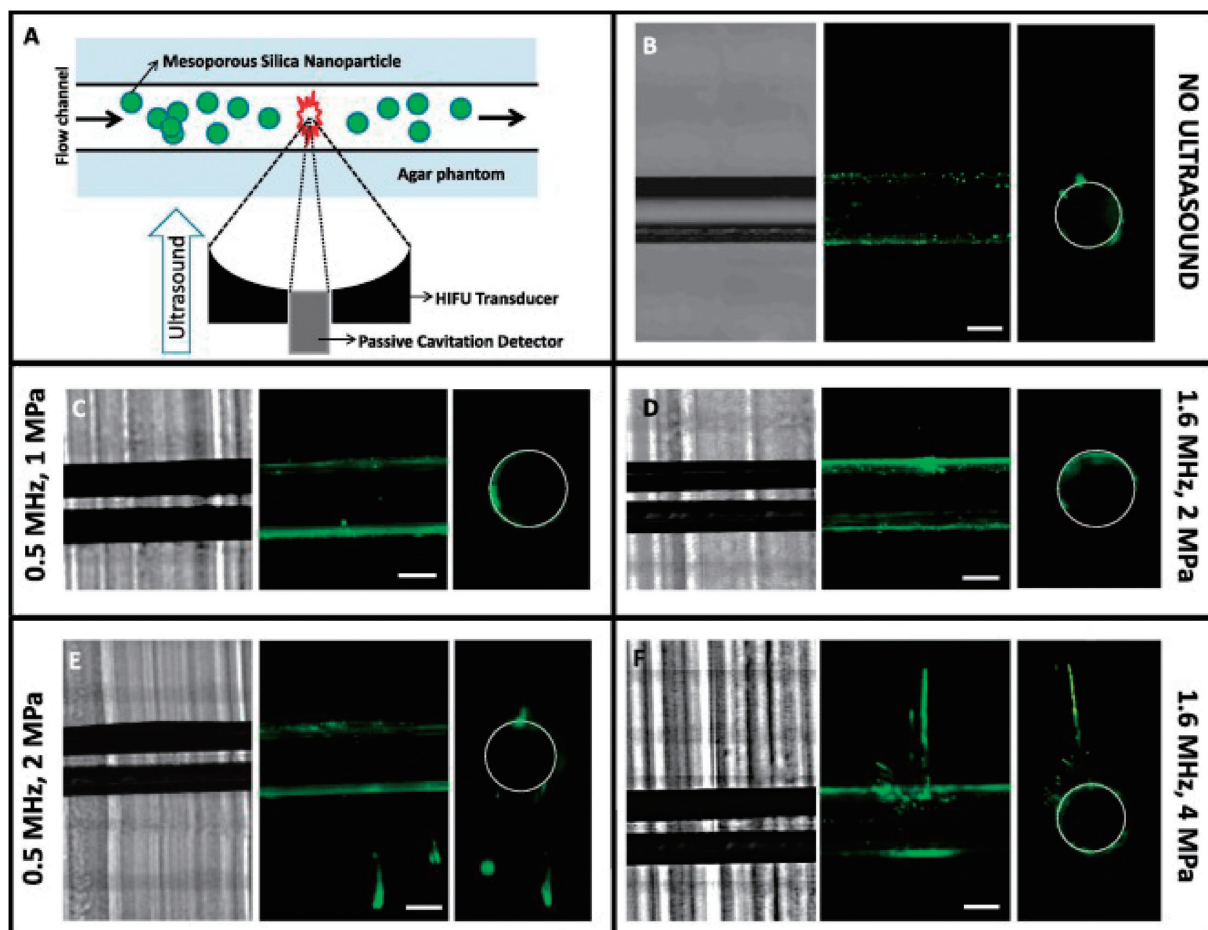 A
Mesoporous Silica Nanoparticle
Flow channel
Agar phantom
Ultrasound
HIFU Transducer
Passive Cavitation Detector
B
NO ULTRASOUND
0.5 MHz, 1 MPa
C
D
1.6 MHz, 2 MPa
0.5 MHz, 2 MPa
E
F
1.6 MHz, 4 MPa